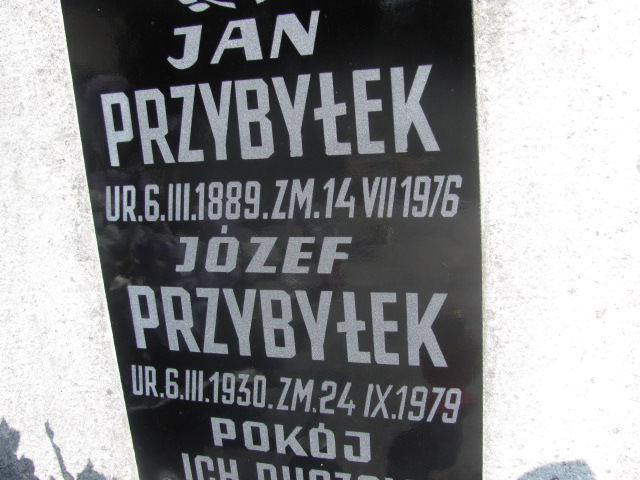 JAN
PRZYBYŁEK
UR.6.III.1889.ZM.14 VII 1976
JÓZEF
PRZYBYŁEK
UR.6.III.1930.ZM.24 IX.1979
POKÓJ
ICH